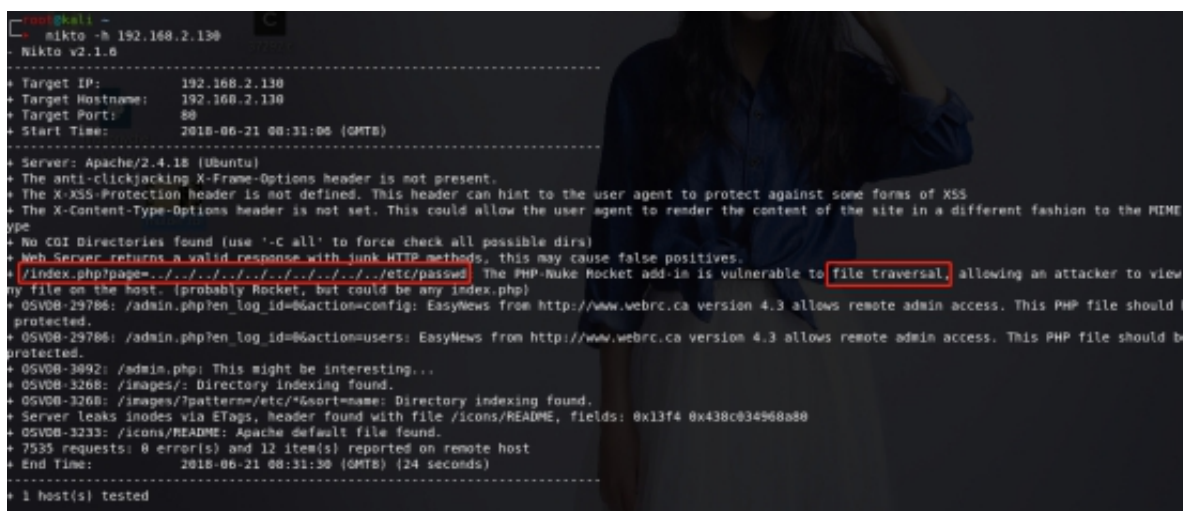 root@kali ~
nikto -h 192.168.2.130
- Nikto v2.1.6
---------------------------------------------------------------------------
+ Target IP: 192.168.2.130
+ Target Hostname: 192.168.2.130
+ Target Port: 80
+ Start Time: 2018-06-21 08:31:06 (GMT8)
---------------------------------------------------------------------------
+ Server: Apache/2.4.18 (Ubuntu)
+ The anti-clickjacking X-Frame-Options header is not present.
+ The X-XSS-Protection header is not defined. This header can hint to the user agent to protect against some forms of XSS
+ The X-Content-Type-Options header is not set. This could allow the user agent to render the content of the site in a different fashion to the MIME
ype
+ No CGI Directories found (use '-C all' to force check all possible dirs)
+ Web Server returns a valid response with junk HTTP methods, this may cause false positives.
+ /index.php?page=../../../../../../../../../../etc/passwd The PHP-Nuke Rocket add-in is vulnerable to file traversal, allowing an attacker to view
ny file on the host. (probably Rocket, but could be any index.php)
+ OSVDB-29786: /admin.php?en_log_id=0&action=config: EasyNews from http://www.webrc.ca version 4.3 allows remote admin access. This PHP file should
protected.
+ OSVDB-29786: /admin.php?en_log_id=0&action=users: EasyNews from http://www.webrc.ca version 4.3 allows remote admin access. This PHP file should be
protected.
+ OSVDB-3092: /admin.php: This might be interesting...
+ OSVDB-3268: /images/: Directory indexing found.
+ OSVDB-3268: /images/?pattern=/etc/*&sort=name: Directory indexing found.
+ Server leaks inodes via ETags, header found with file /icons/README, fields: 0x13f4 0x438c034968a80
+ OSVDB-3233: /icons/README: Apache default file found.
+ 7535 requests: 0 error(s) and 12 item(s) reported on remote host
+ End Time: 2018-06-21 08:31:30 (GMT8) (24 seconds)
---------------------------------------------------------------------------
+ 1 host(s) tested